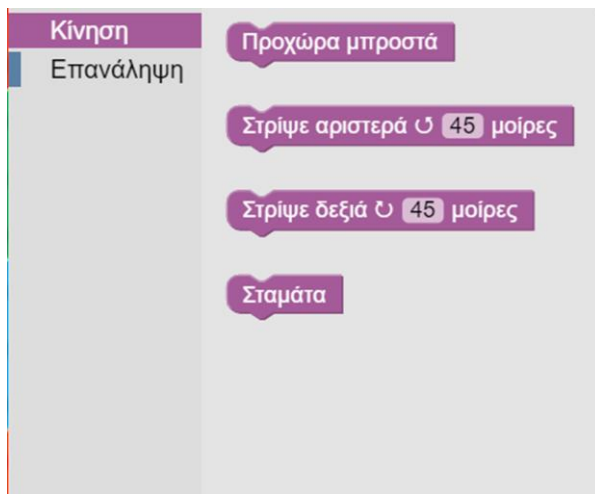 Κίνηση
Επανάληψη
Προχώρα μπροστά
Στρίψε αριστερά ↺ 45 μοίρες
Στρίψε δεξιά ↻ 45 μοίρες
Σταμάτα